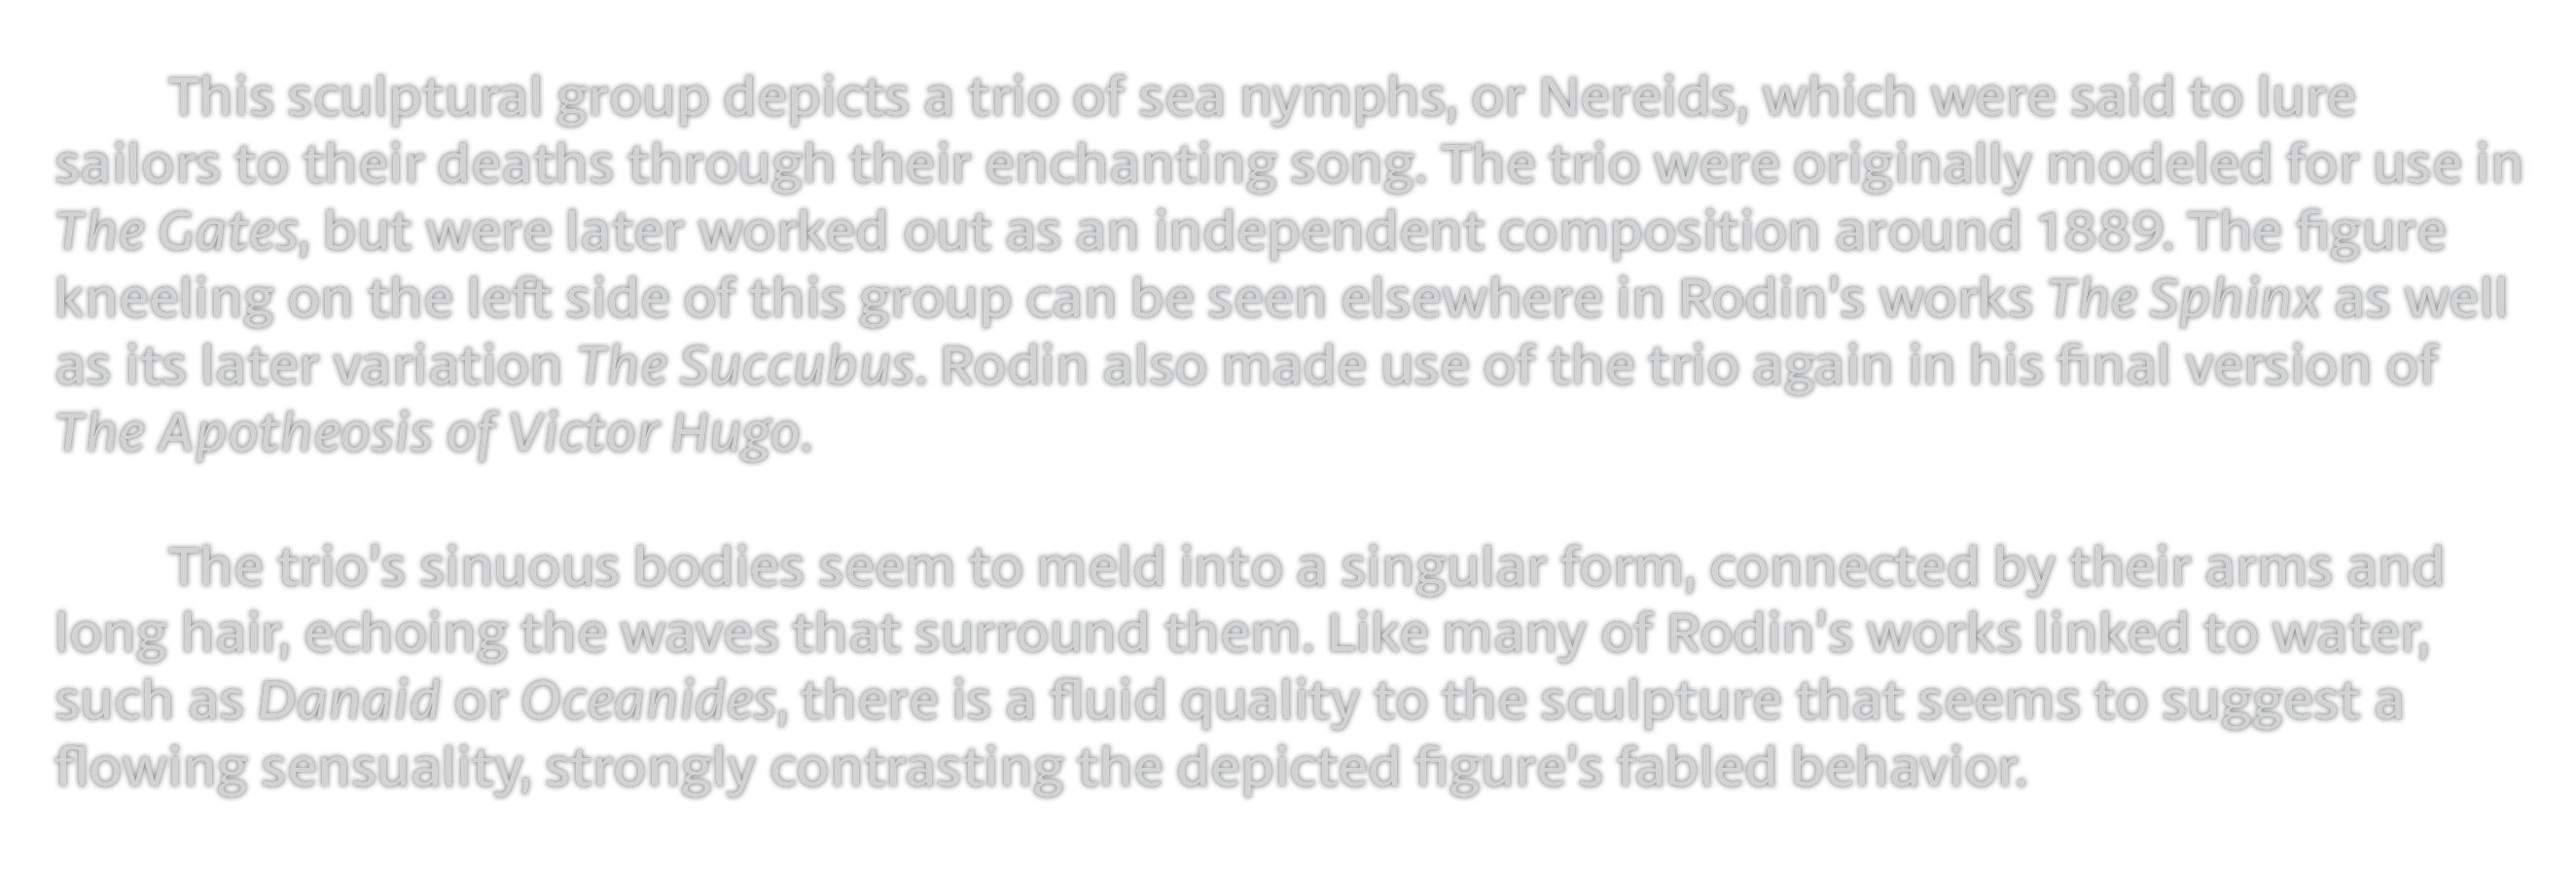 This sculptural group depicts a trio of sea nymphs, or Nereids, which were said to lure
sailors to their deaths through their enchanting song. The trio were originally modeled for use in
The Gates, but were later worked out as an independent composition around 1889. The figure
kneeling on the left side of this group can be seen elsewhere in Rodin's works The Sphinx as well
as its later variation The Succubus. Rodin also made use of the trio again in his final version of
The Apotheosis of Victor Hugo.
The trio's sinuous bodies seem to meld into a singular form, connected by their arms and
long hair, echoing the waves that surround them. Like many of Rodin's works linked to water,
such as Danaid or Oceanides, there is a fluid quality to the sculpture that seems to suggest a
flowing sensuality, strongly contrasting the depicted figure's fabled behavior.